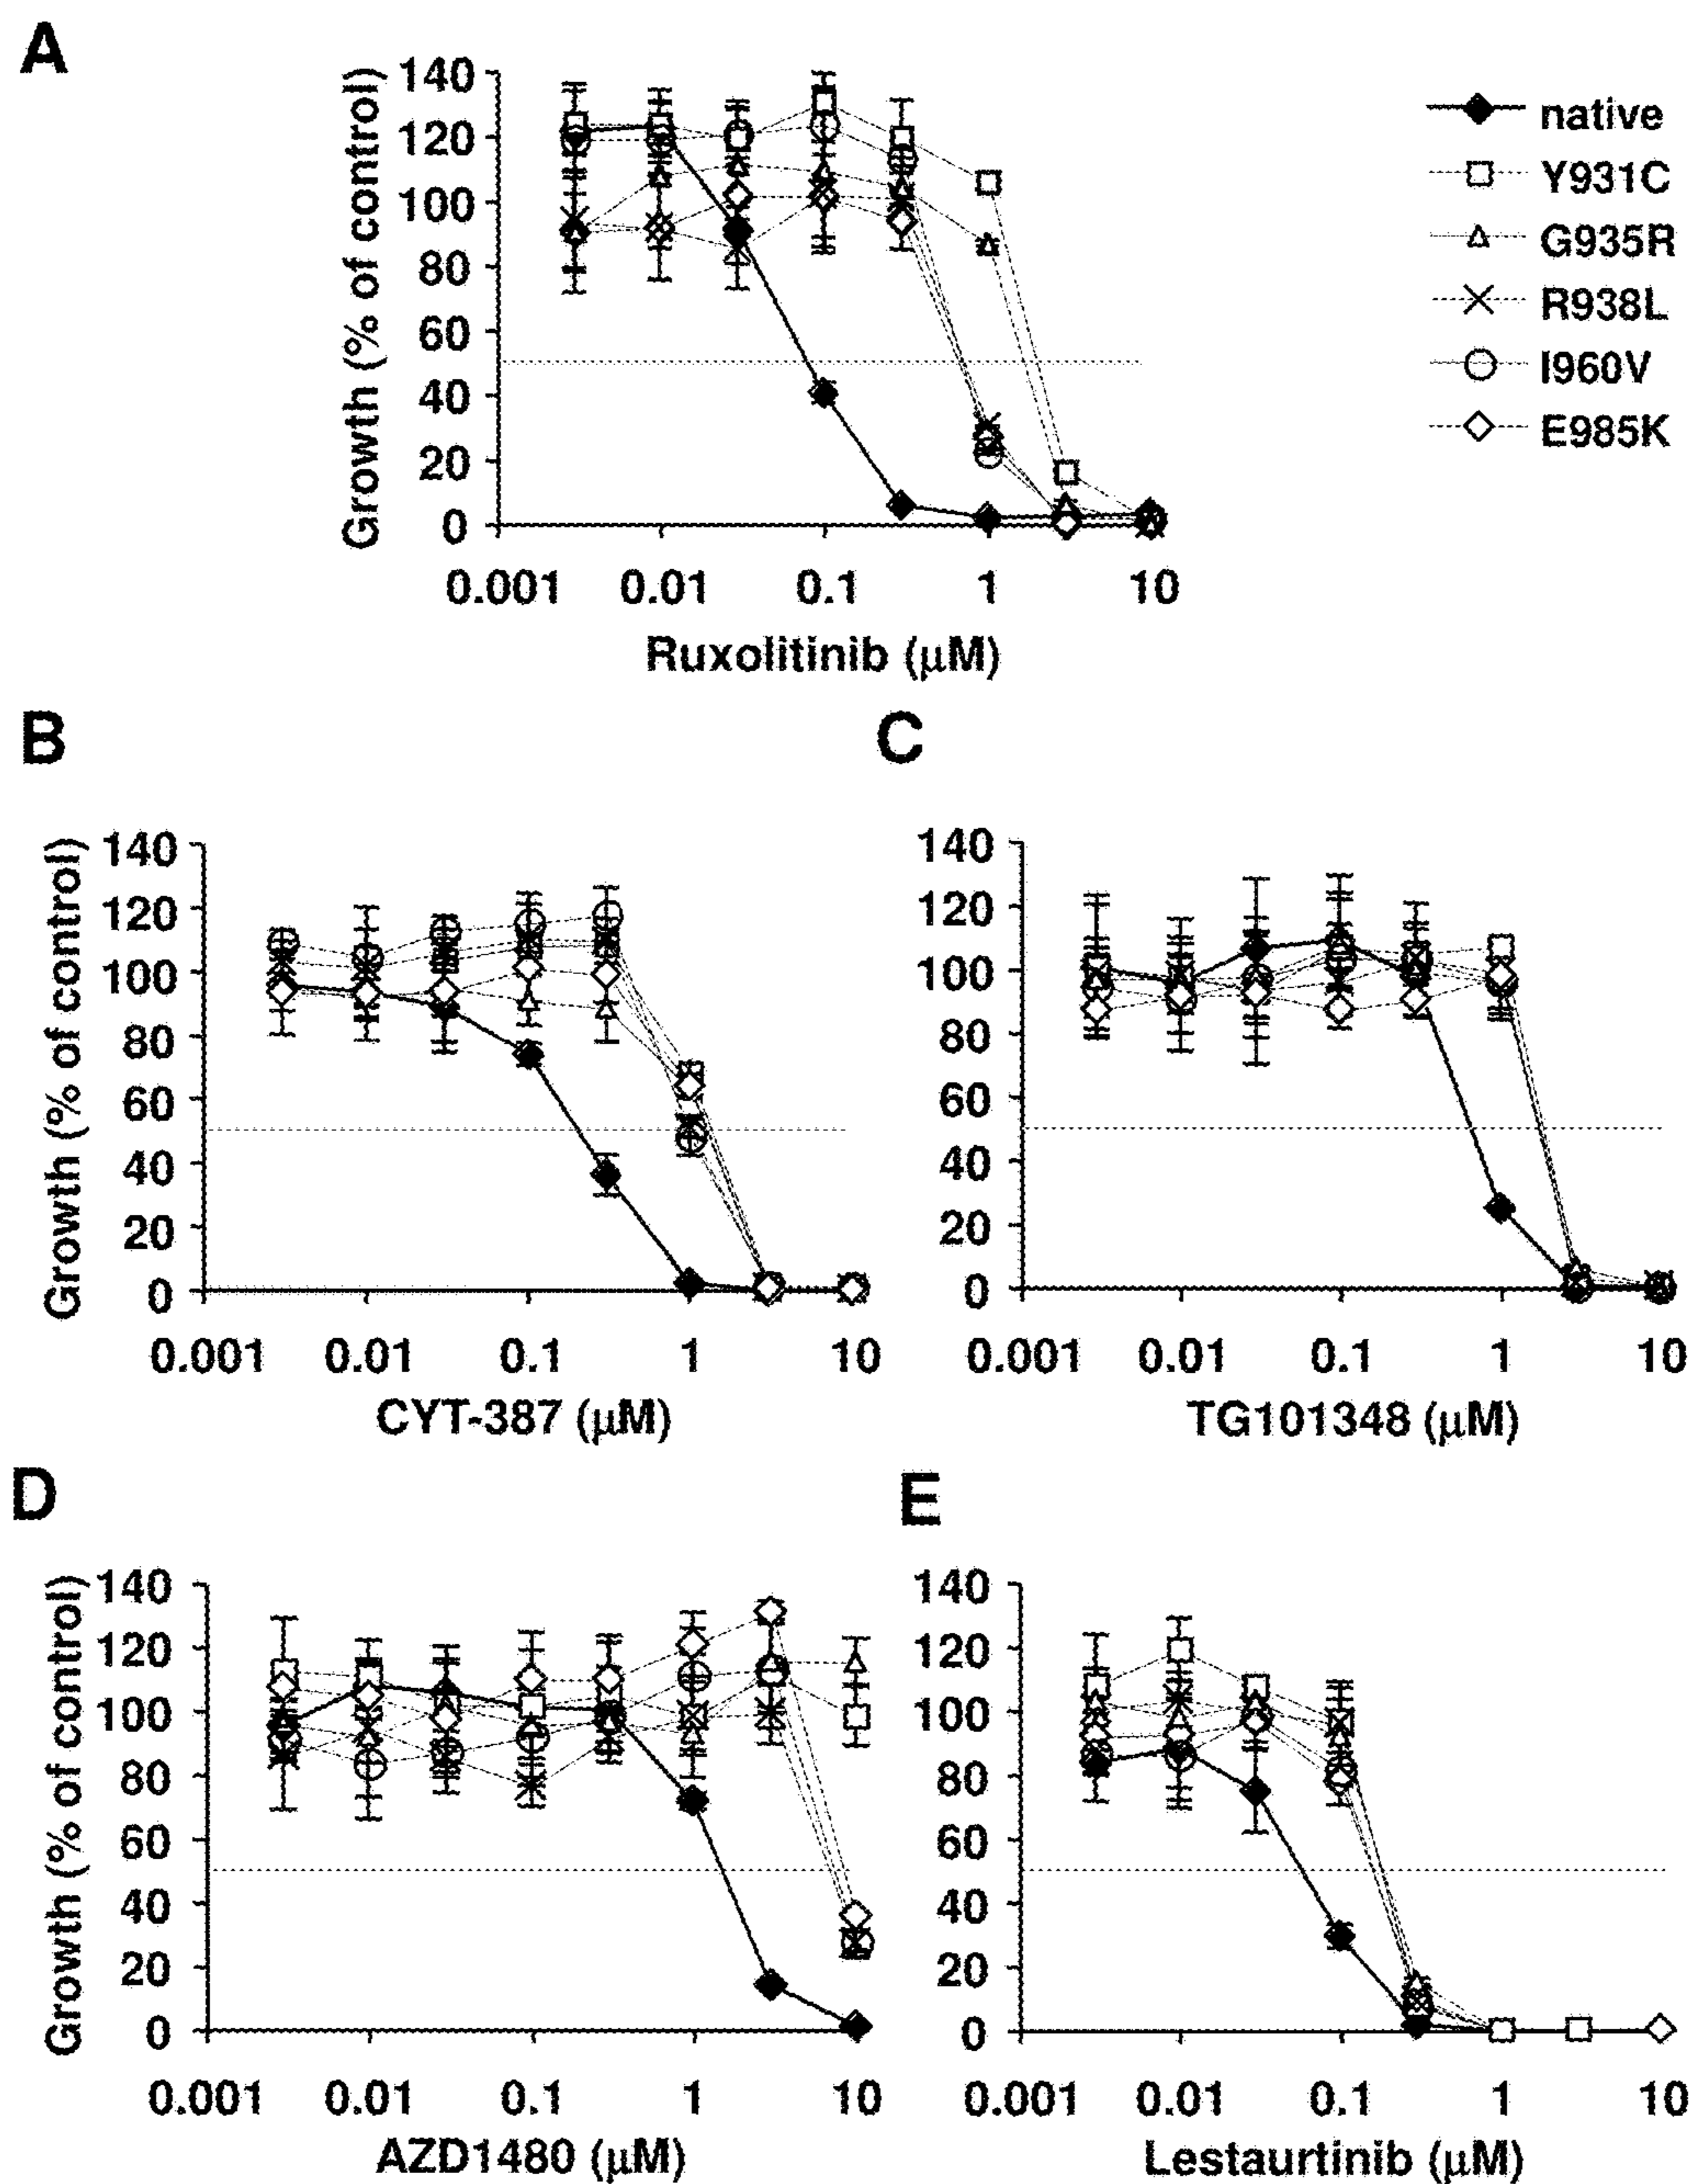 A
Growth (% of control)
140
120
100
80
60
40
20
0
0.001 0.01 0.1 1 10
Ruxolitinib (μM)
native
Y931C
G935R
R938L
I960V
E985K
B
Growth (% of control)
140
120
100
80
60
40
20
0
0.001 0.01 0.1 1 10
CYT-387 (μM)
C
140
120
100
80
60
40
20
0
0.001 0.01 0.1 1 10
TG101348 (μM)
D
Growth (% of control)
140
120
100
80
60
40
20
0
0.001 0.01 0.1 1 10
AZD1480 (μM)
E
140
120
100
80
60
40
20
0
0.001 0.01 0.1 1 10
Lestaurtinib (μM)